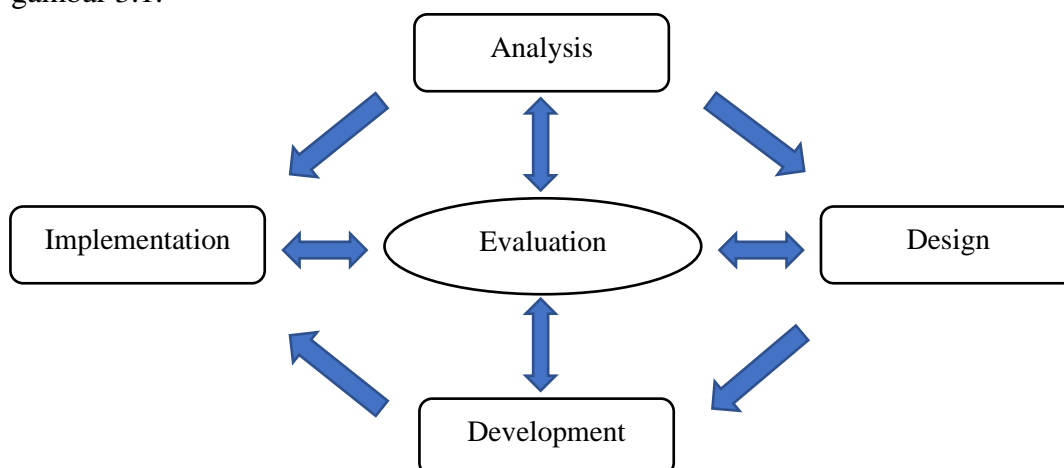 gambar 3.1.
Analysis
Implementation
Evaluation
Design
Development